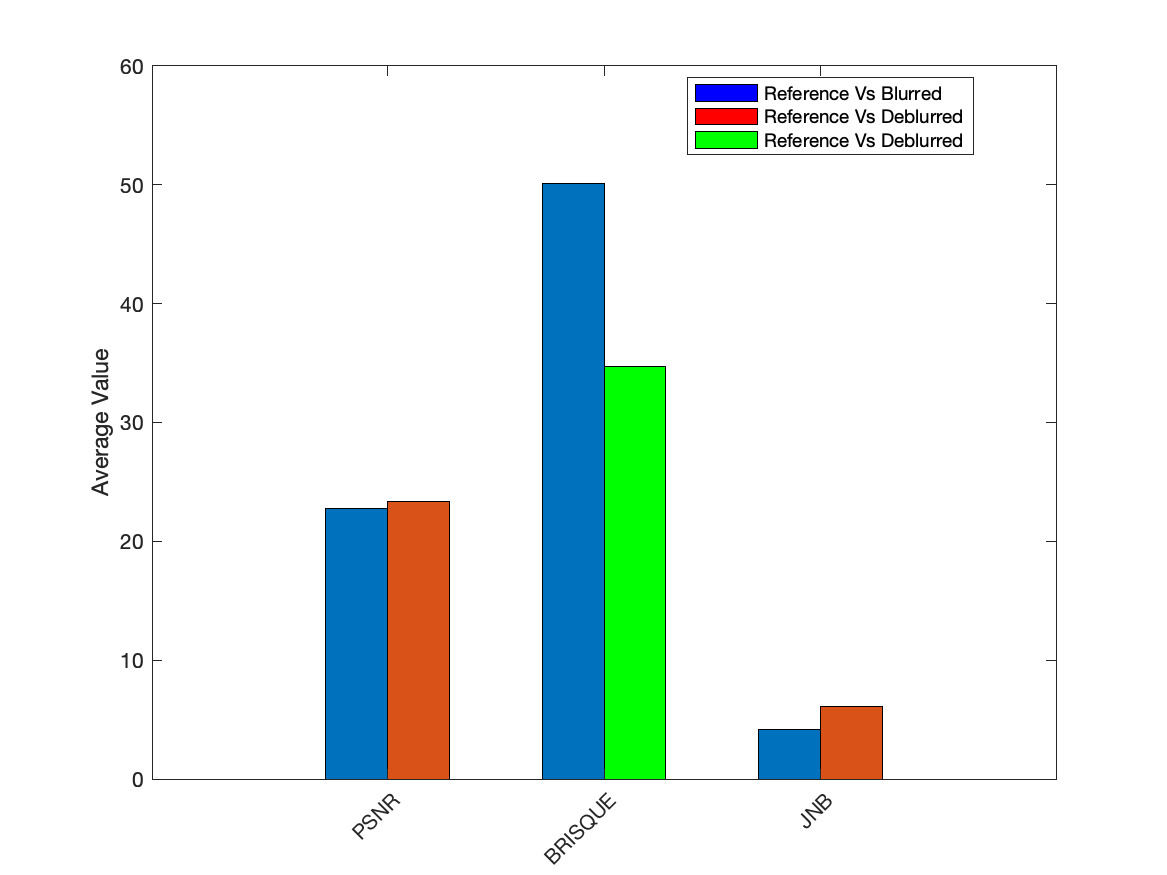 60
50
40
30
20
10
0
Average Value
Reference Vs Blurred
Reference Vs Deblurred
Reference Vs Deblurred
PSNR
BRISQUE
JNB